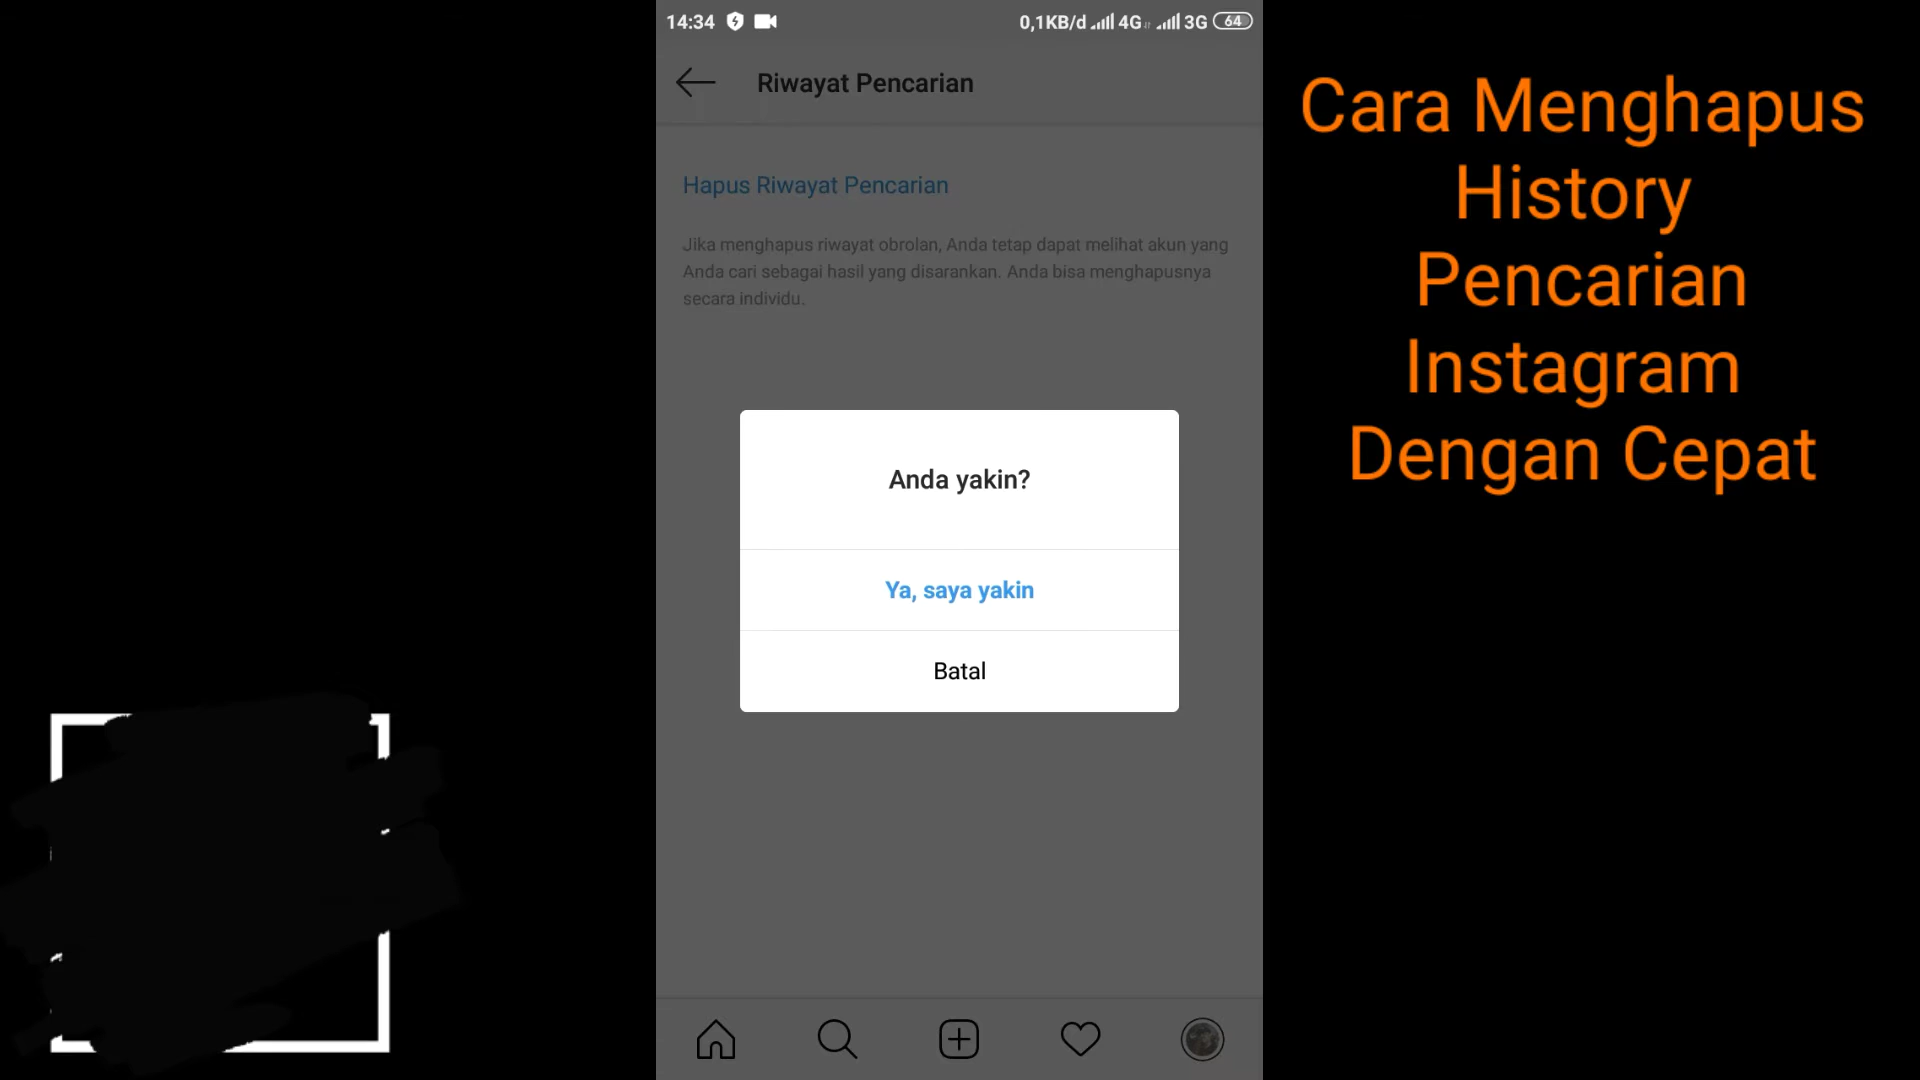 14:34
0,1KB/d 4G 3G 64
Riwayat Pencarian
Hapus Riwayat Pencarian
Jika menghapus riwayat obrolan, Anda tetap dapat melihat akun yang
Anda cari sebagai hasil yang disarankan. Anda bisa menghapusnya
secara individu.
Anda yakin?
Ya, saya yakin
Batal
Cara Menghapus
History
Pencarian
Instagram
Dengan Cepat